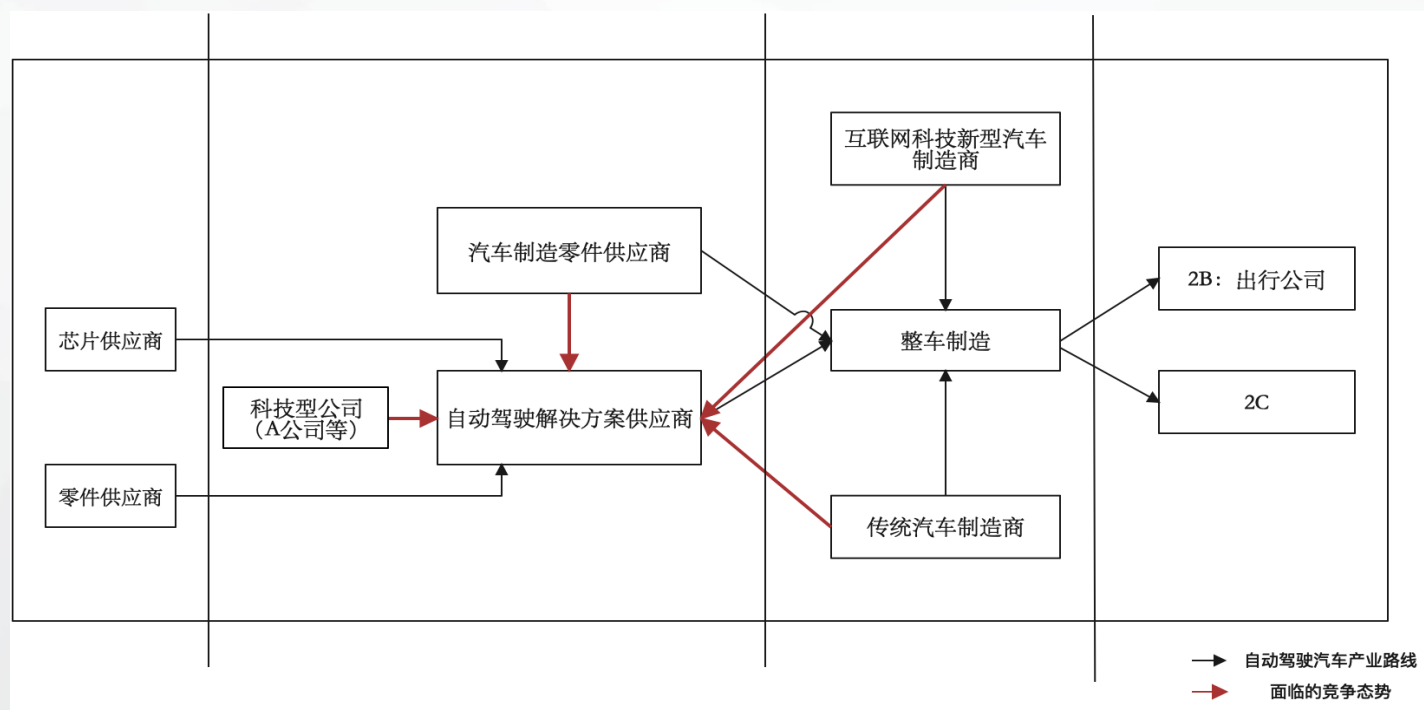 互联网科技新型汽车
制造商
汽车制造零件供应商
2B：出行公司
芯片供应商
整车制造
科技型公司
（A公司等）
自动驾驶解决方案供应商
2C
零件供应商
传统汽车制造商
自动驾驶汽车产业路线
面临的竞争态势